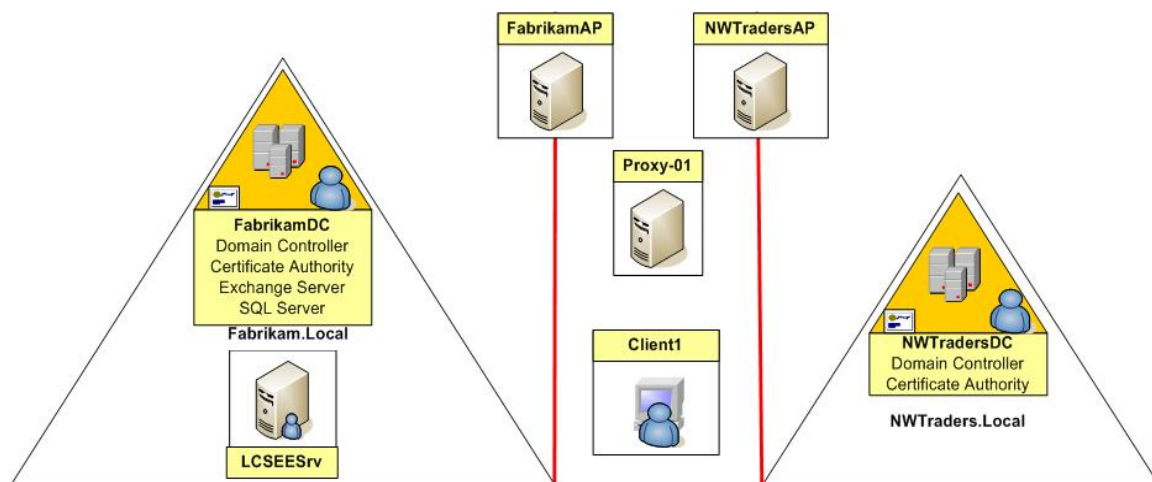 FabrikamAP
NWTradersAP
Proxy-01
FabrikamDC
Domain Controller
Certificate Authority
Exchange Server
SQL Server
Fabrikam.Local
LCSEESrv
Client1
NWTradersDC
Domain Controller
Certificate Authority
NWTraders.Local